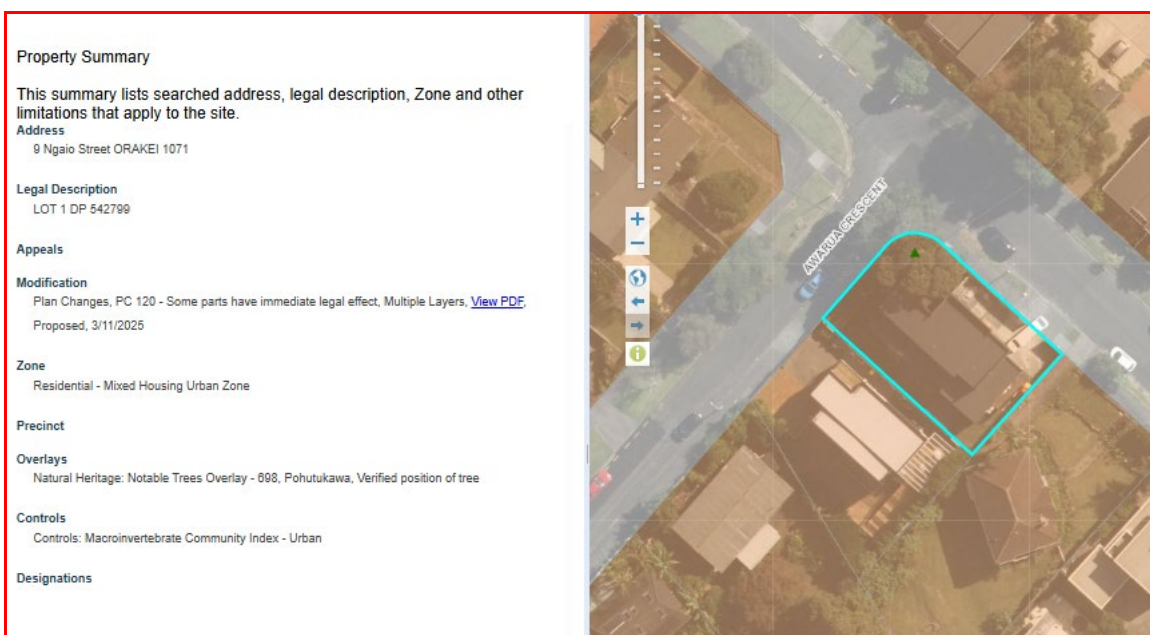 Property Summary
This summary lists searched address, legal description, Zone and other
limitations that apply to the site.
Address
9 Ngaio Street ORAKEI 1071
Legal Description
LOT 1 DP 542799
Appeals
Modification
Plan Changes, PC 120 - Some parts have immediate legal effect, Multiple Layers, View PDF,
Proposed, 3/11/2025
Zone
Residential - Mixed Housing Urban Zone
Precinct
Overlays
Natural Heritage: Notable Trees Overlay - 698, Pohutukawa, Verified position of tree
Controls
Controls: Macroinvertebrate Community Index - Urban
Designations
AWARUA CRESCENT